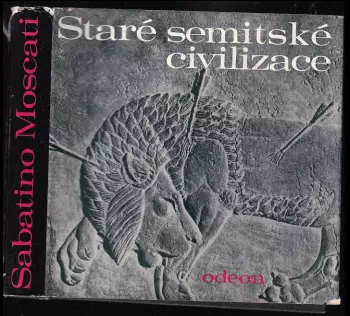 Staré semitské
civilizace
Sabatino Moscati
odeon